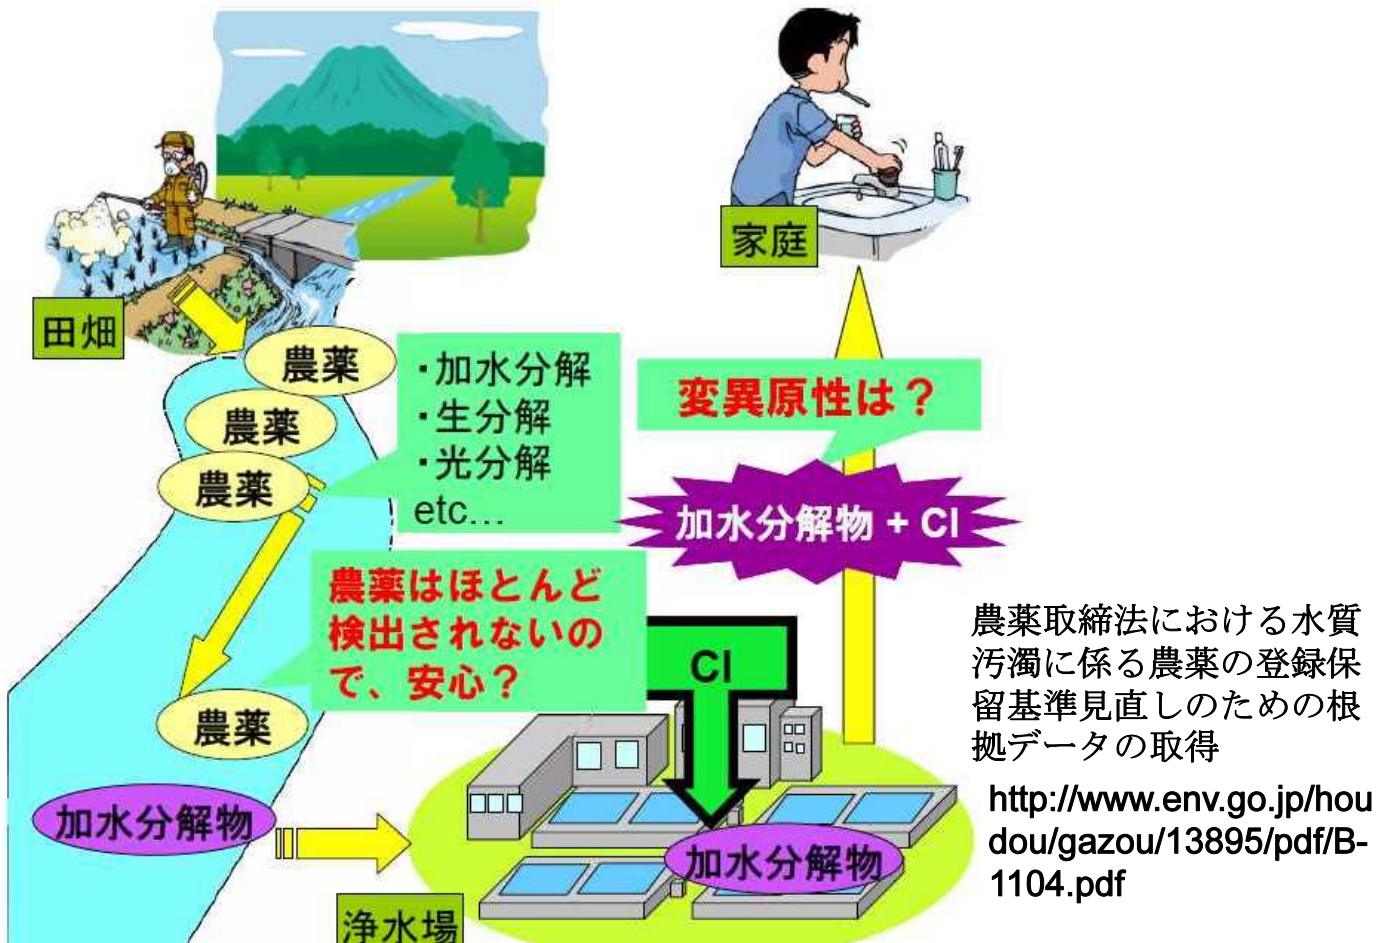 家庭
田畑
農薬
農薬
農薬
・加水分解
・生分解
・光分解
etc...
変異原性は？
加水分解物 + Cl
農薬はほとんど
検出されないの
で、安心？
Cl
農薬
加水分解物
加水分解物
浄水場
農薬取締法における水質
汚濁に係る農薬の登録保
留基準見直しのための根
拠データの取得
http://www.env.go.jp/hou
dou/gazou/13895/pdf/B-
1104.pdf